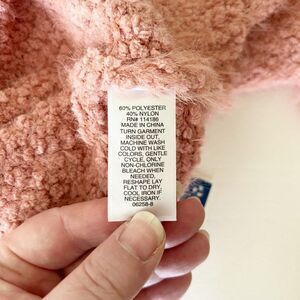 60% POLYESTER
40% NYLON
RN# 114186
MADE IN CHINA
TURN GARMENT
INSIDE OUT,
MACHINE WASH
COLD WITH LIKE
COLORS, GENTLE
CYCLE, ONLY
NON-CHLORINE
BLEACH WHEN
NEEDED,
RESHAPE LAY
FLAT TO DRY,
COOL IRON IF
NECESSARY.
06258-8